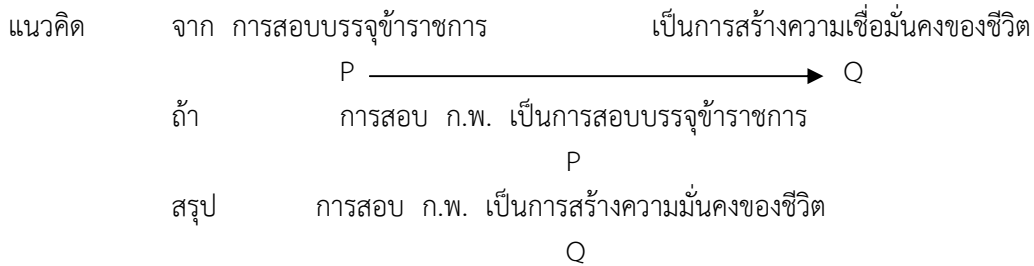 แนวคิด จาก การสอบบรรจุข้าราชการ เป็นการสร้างความเชื่อมั่นคงของชีวิต
P Q
ถ้า การสอบ ก.พ. เป็นการสอบบรรจุข้าราชการ
P
สรุป การสอบ ก.พ. เป็นการสร้างความมั่นคงของชีวิต
Q